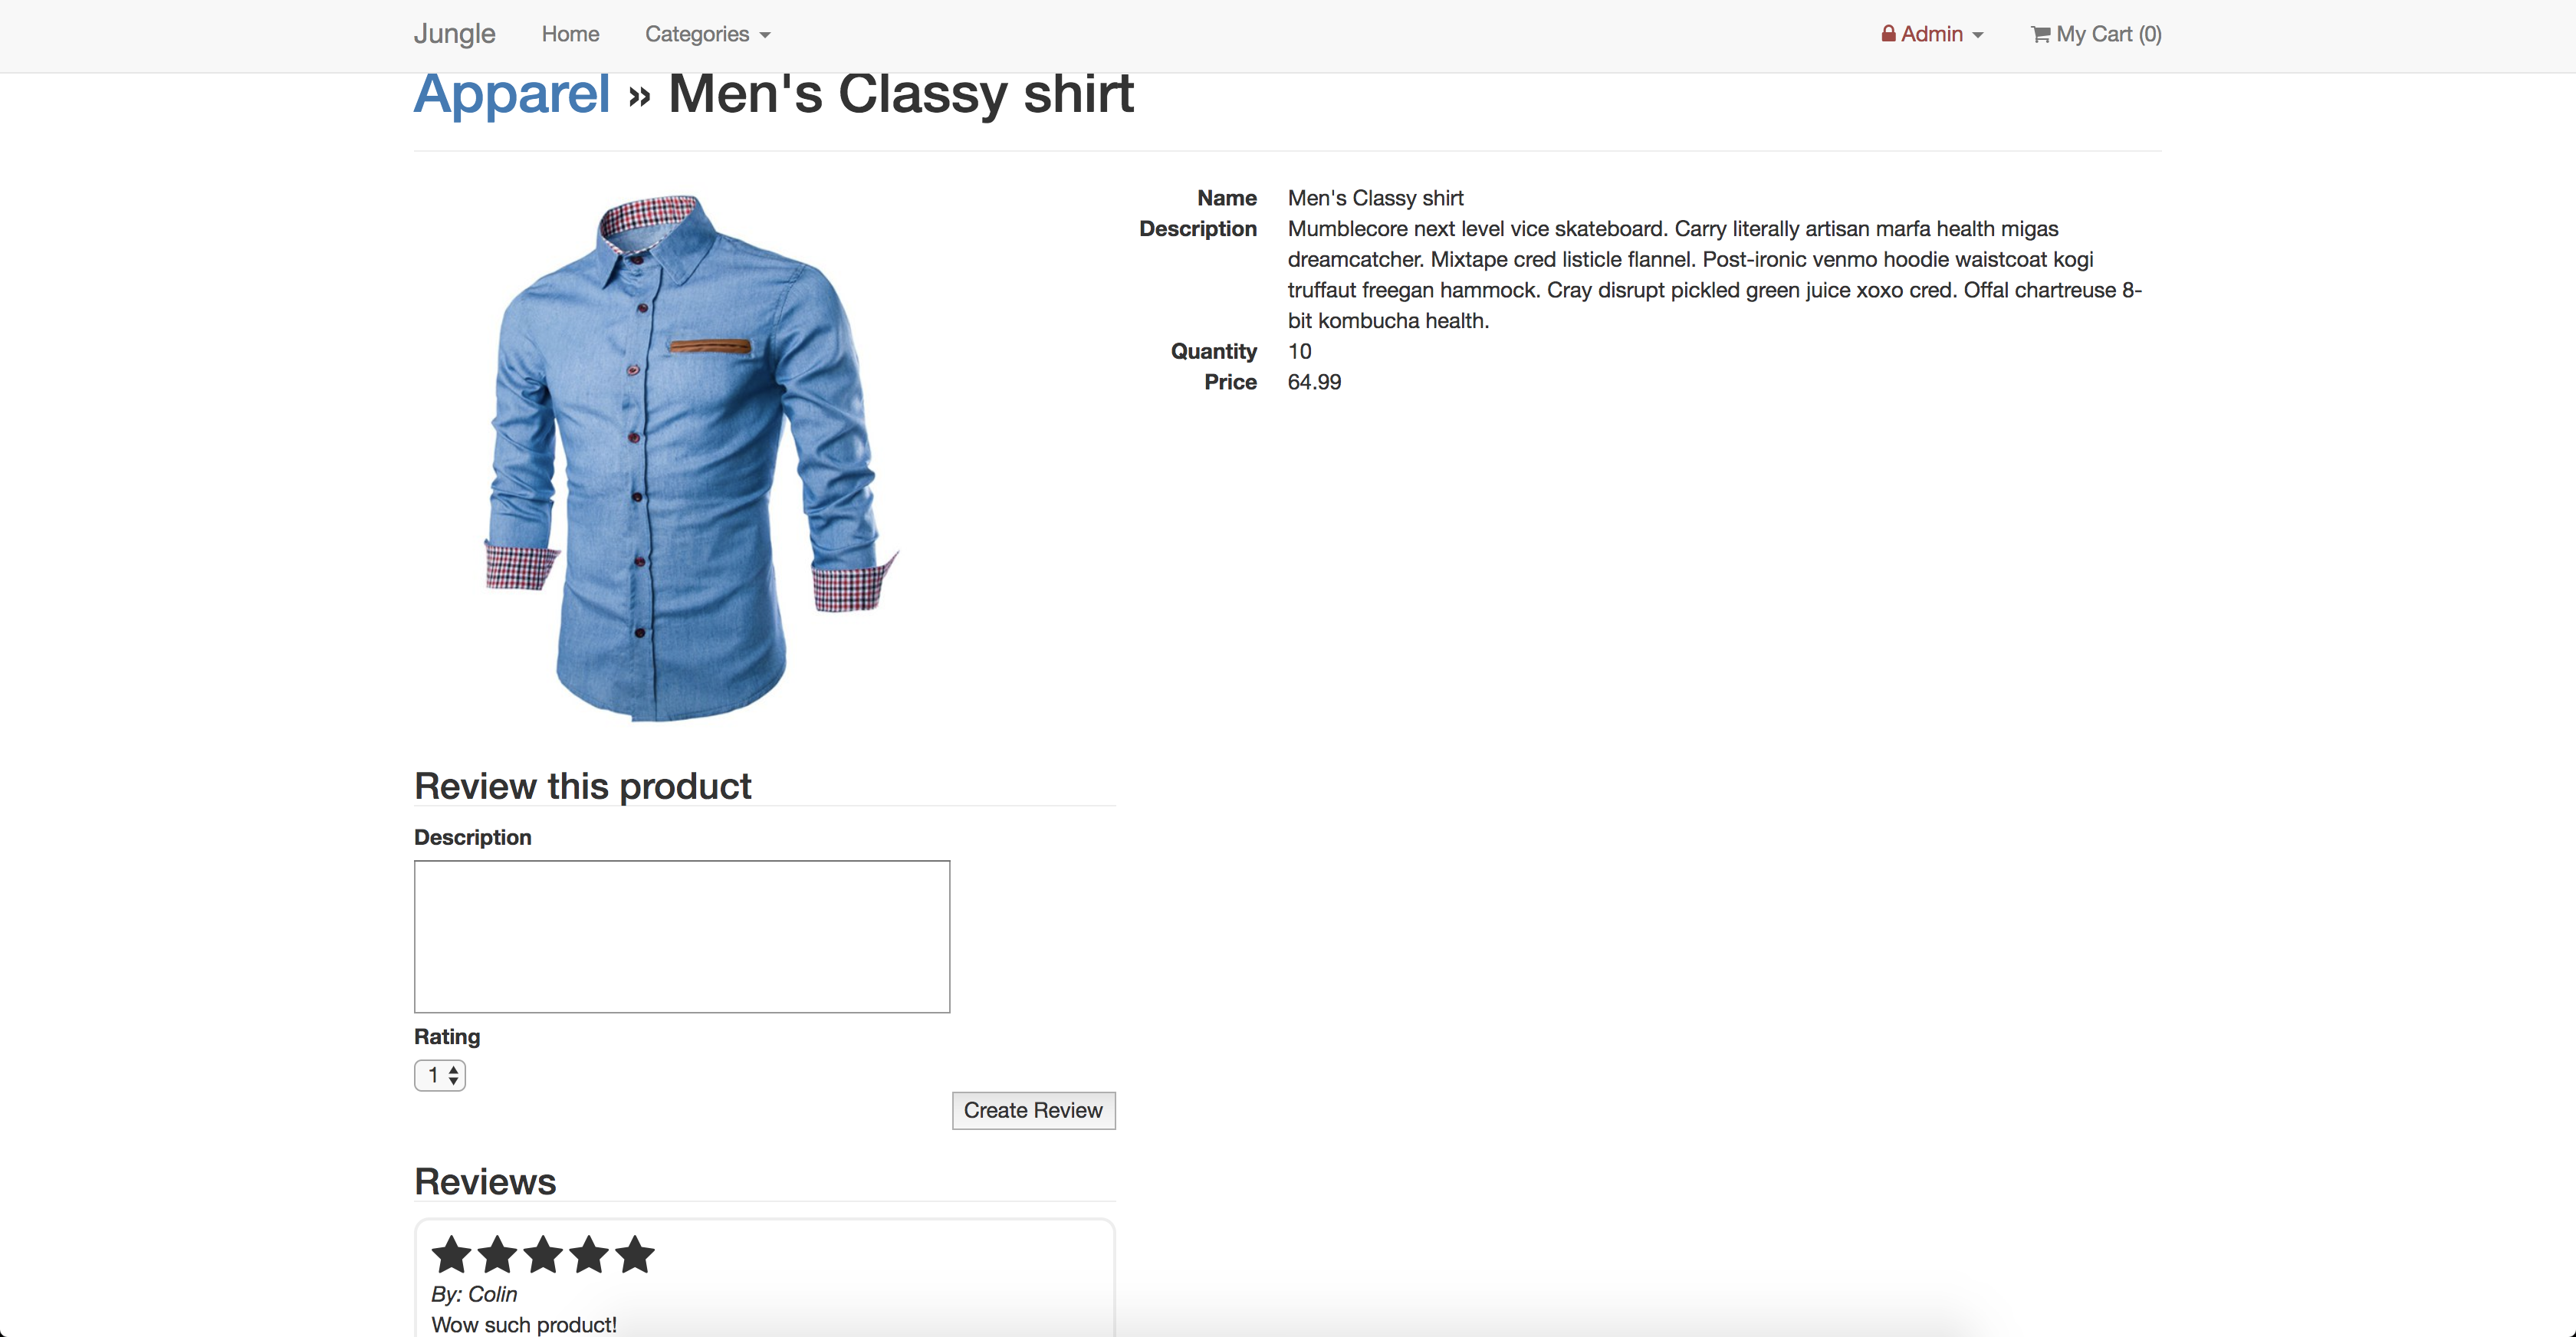 Jungle Home Categories Admin My Cart (0)
Apparel » Men's Classy shirt
Name Men's Classy shirt
Description Mumblecore next level vice skateboard. Carry literally artisan marfa health migas
dreamcatcher. Mixtape cred listicle flannel. Post-ironic venmo hoodie waistcoat kogi
truffaut freegan hammock. Cray disrupt pickled green juice xoxo cred. Offal chartreuse 8-
bit kombucha health.
Quantity 10
Price 64.99
Review this product
Description
Rating
1
Create Review
Reviews
By: Colin
Wow such product!